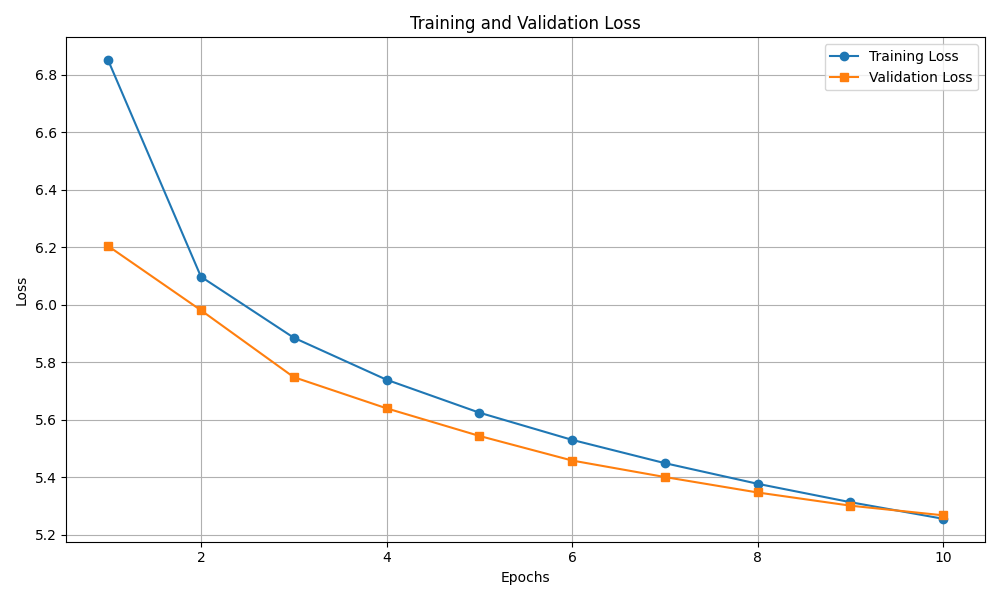 Training and Validation Loss
Training Loss
Validation Loss
6.8
6.6
6.4
6.2
6.0
5.8
5.6
5.4
5.2
Loss
2 4 6 8 10
Epochs